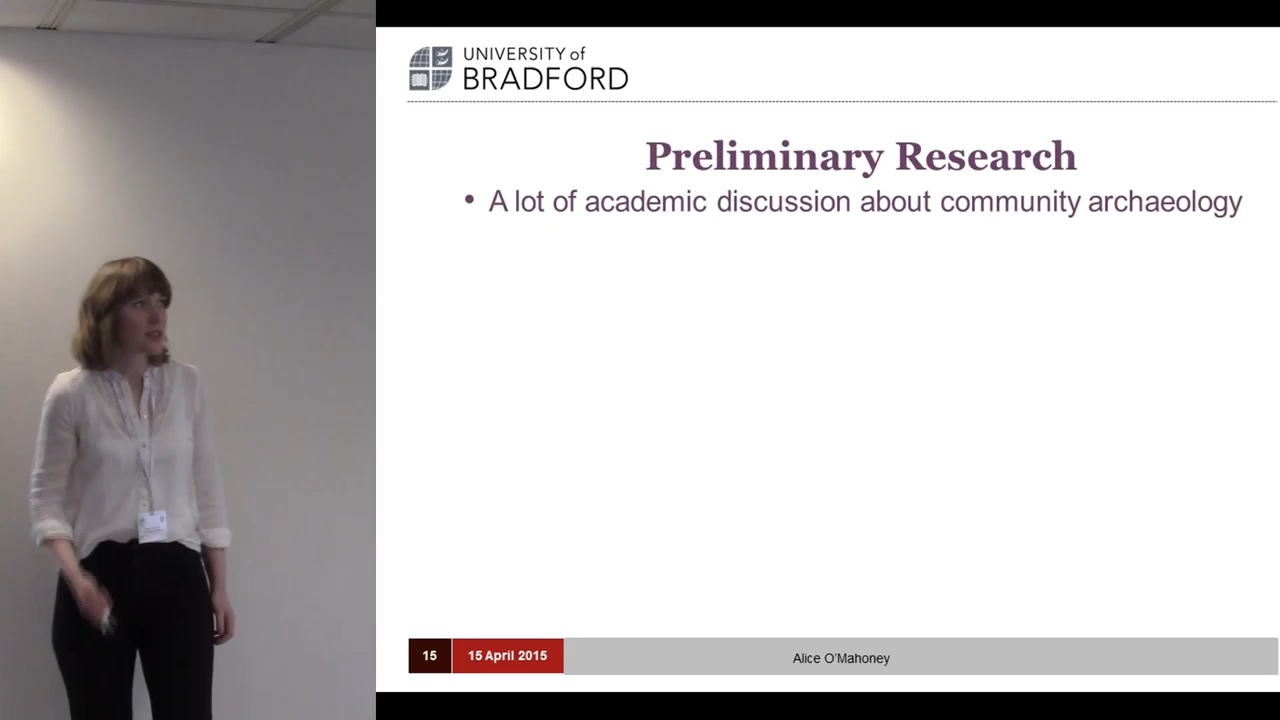 UNIVERSITY of
BRADFORD
Preliminary Research
• A lot of academic discussion about community archaeology
15
15 April 2015
Alice O’Mahoney